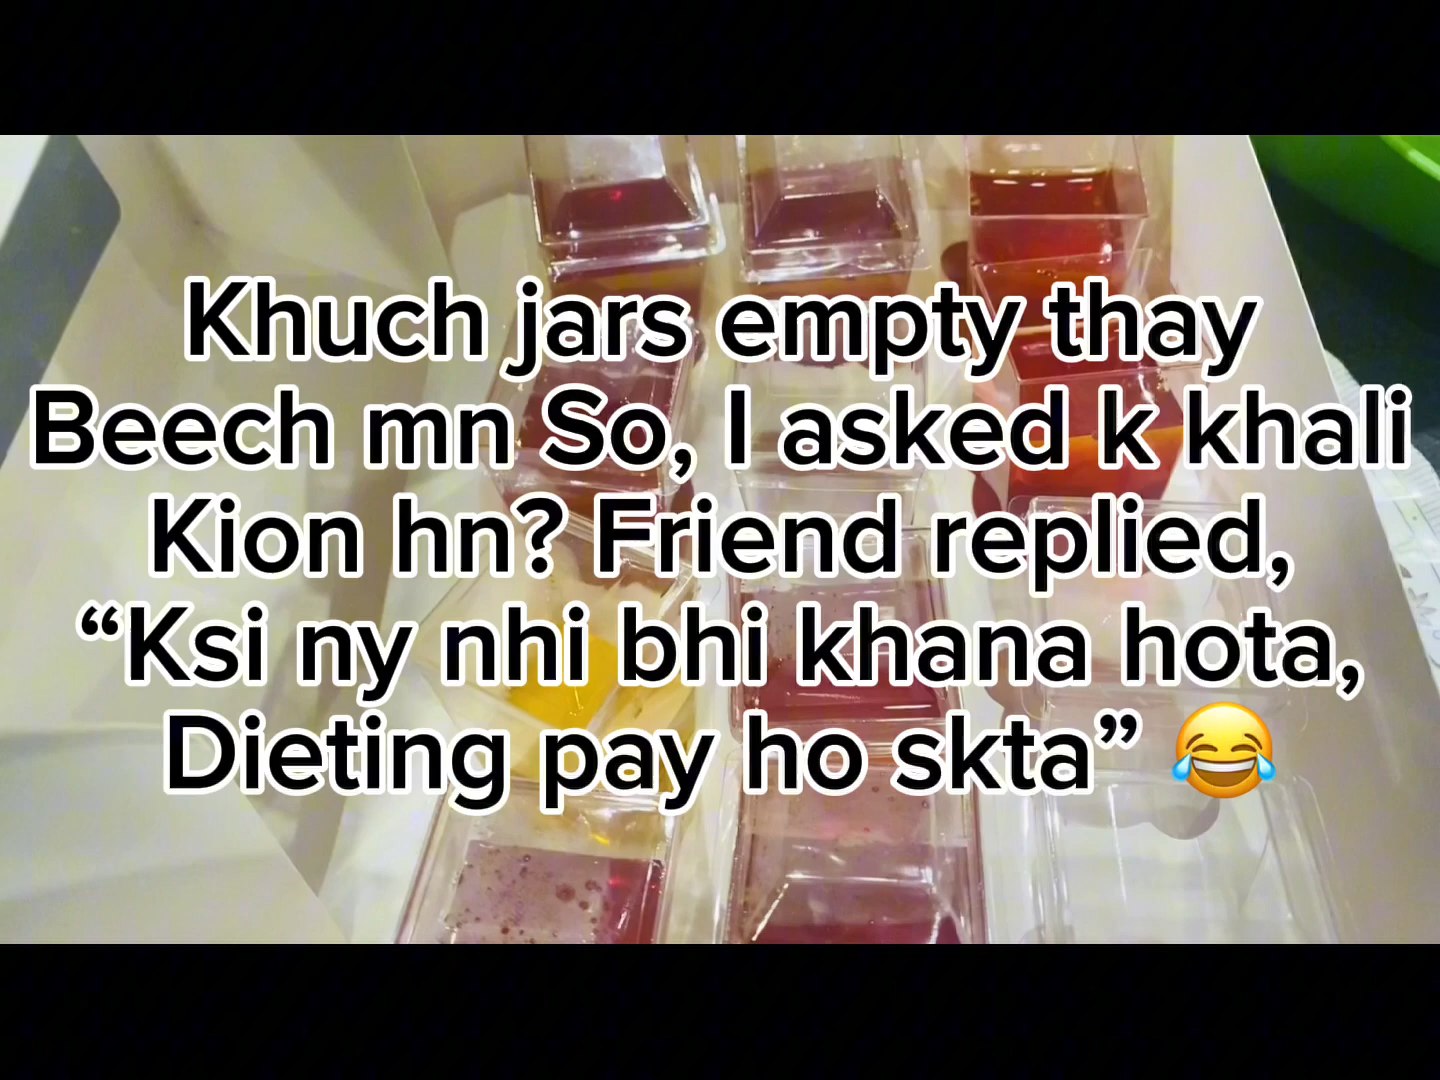 Khuch jars empty thay
Beech mn So, I asked k khali
Kion hn? Friend replied,
“Ksi ny nhi bhi khana hota,
Dieting pay ho skta” 😂